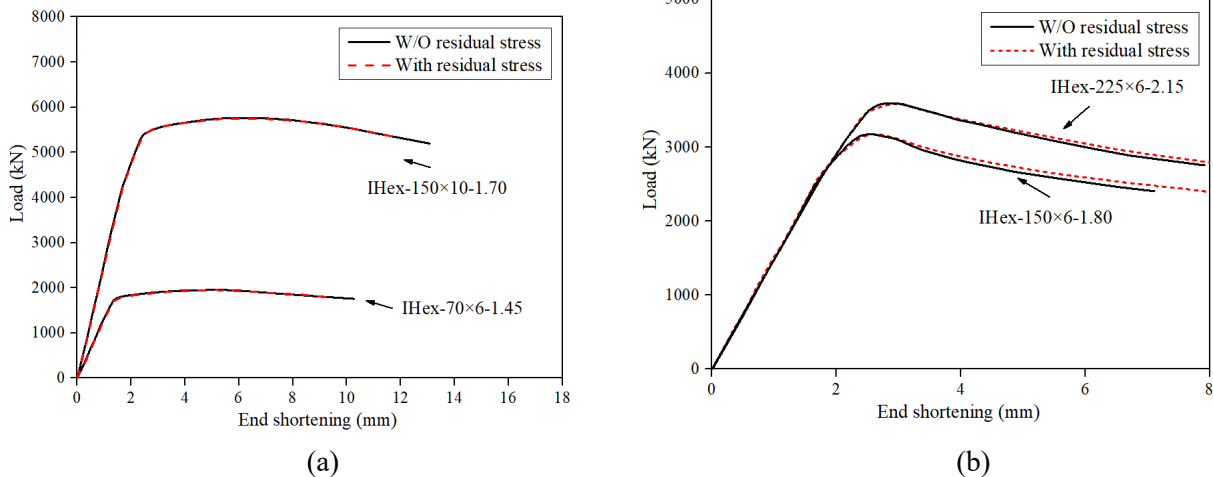 8000
7000
6000
5000
4000
3000
2000
1000
0
Load (kN)
W/O residual stress
With residual stress
IHex-150×10-1.70
IHex-70×6-1.45
0 2 4 6 8 10 12 14 16 18
End shortening (mm)
(a)
5000
4000
3000
2000
1000
0
Load (kN)
W/O residual stress
With residual stress
IHex-225×6-2.15
IHex-150×6-1.80
0 2 4 6 8
End shortening (mm)
(b)